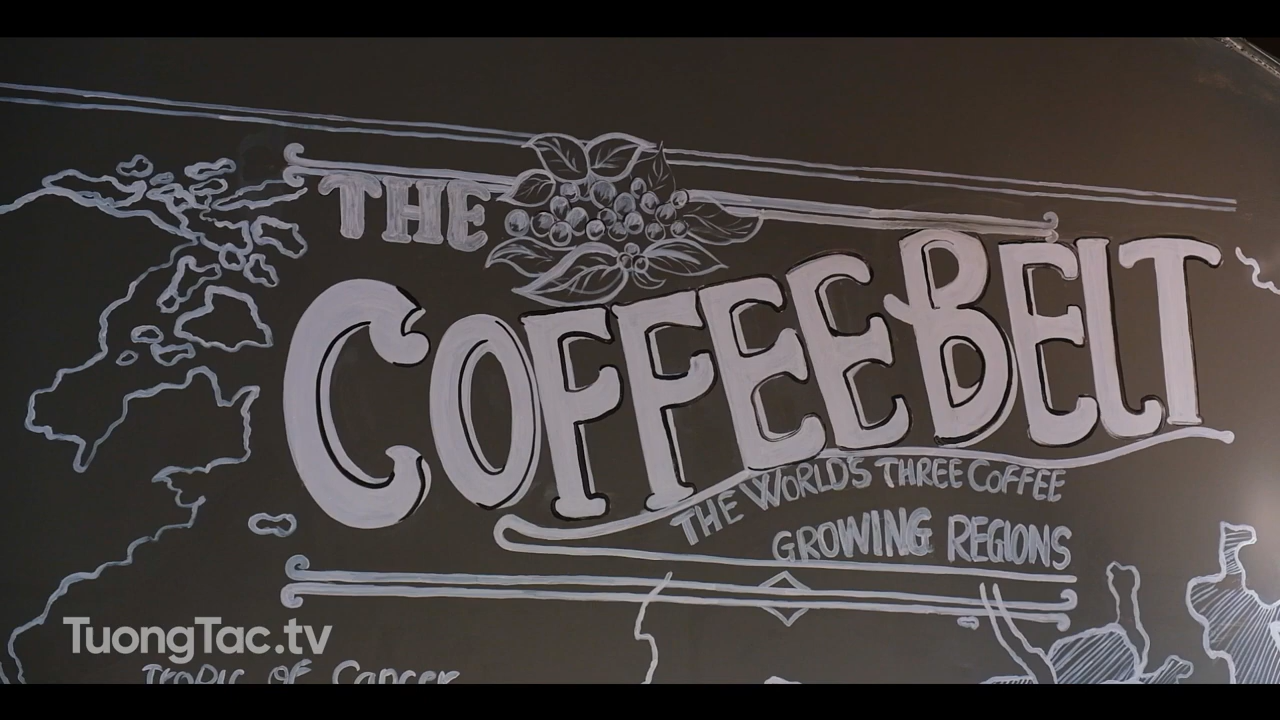 THE
COFFEE BELT
THE WORLD'S THREE COFFEE
GROWING REGIONS
TuongTac.tv
Tropic of Cancer